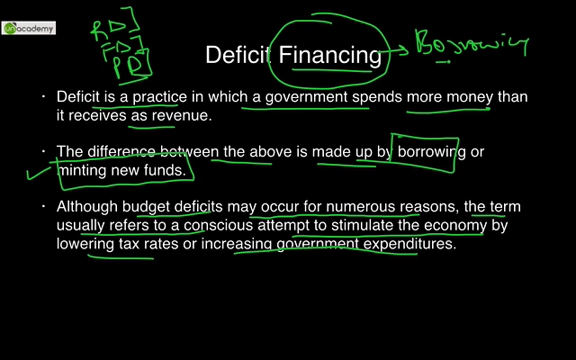 unacademy
RD
FD
PD
Deficit Financing → Borrowing
• Deficit is a practice in which a government spends more money than
it receives as revenue.
• The difference between the above is made up by borrowing or
minting new funds.
• Although budget deficits may occur for numerous reasons, the term
usually refers to a conscious attempt to stimulate the economy by
lowering tax rates or increasing government expenditures.